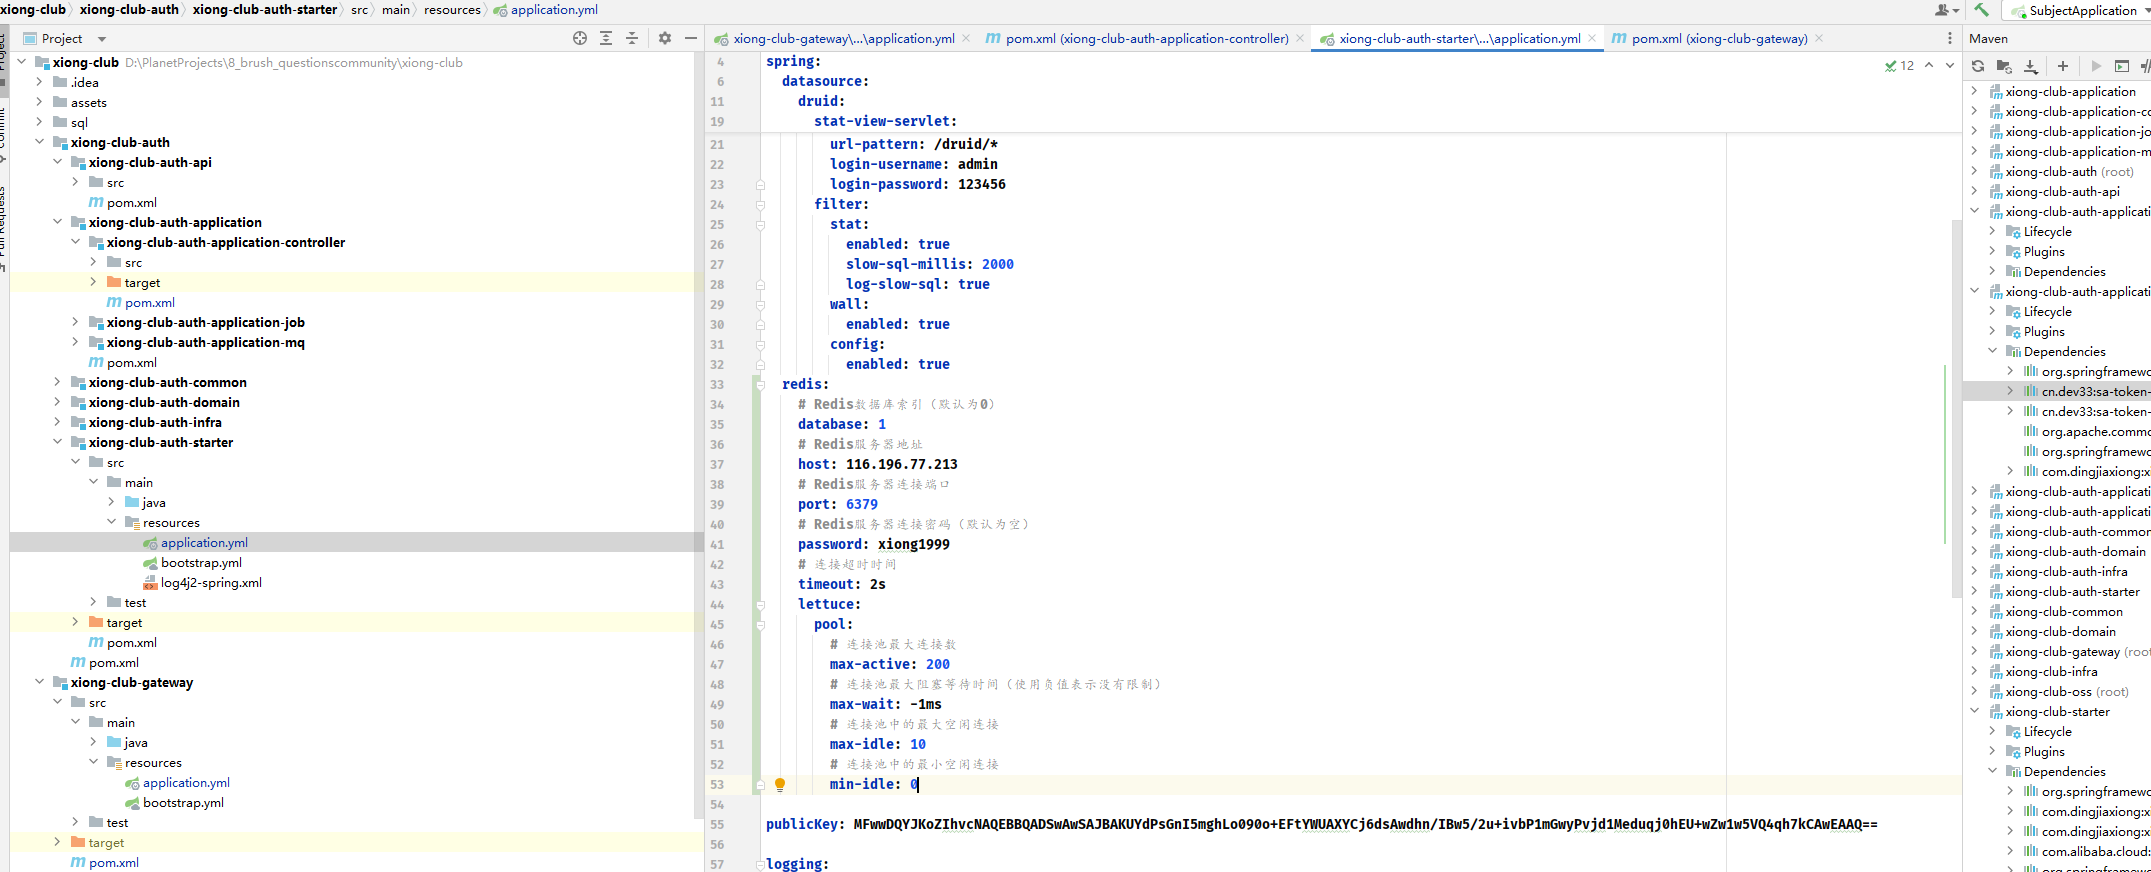 xiong-club 〉 xiong-club-auth 〉 xiong-club-auth-starter 〉 src 〉 main 〉 resources 〉 application.yml
SubjectApplication
Project
xiong-club-gateway\...\application.yml
pom.xml (xiong-club-auth-application-controller)
xiong-club-auth-starter\...\application.yml
pom.xml (xiong-club-gateway)
Maven
xiong-club D:\PlanetProjects\8_brush_questionscommunity\xiong-club
.idea
assets
sql
xiong-club-auth
xiong-club-auth-api
src
pom.xml
xiong-club-auth-application
xiong-club-auth-application-controller
src
target
pom.xml
xiong-club-auth-application-job
xiong-club-auth-application-mq
pom.xml
xiong-club-auth-common
xiong-club-auth-domain
xiong-club-auth-infra
xiong-club-auth-starter
src
main
java
resources
application.yml
bootstrap.yml
log4j2-spring.xml
test
target
pom.xml
pom.xml
xiong-club-gateway
src
main
java
resources
application.yml
bootstrap.yml
test
target
pom.xml
12
4 spring:
6 datasource:
11 druid:
19 stat-view-servlet:
21 url-pattern: /druid/*
22 login-username: admin
23 login-password: 123456
24 filter:
25 stat:
26 enabled: true
27 slow-sql-millis: 2000
28 log-slow-sql: true
29 wall:
30 enabled: true
31 config:
32 enabled: true
33 redis:
34 # Redis数据库索引（默认为0）
35 database: 1
36 # Redis服务器地址
37 host: 116.196.77.213
38 # Redis服务器连接端口
39 port: 6379
40 # Redis服务器连接密码（默认为空）
41 password: xiong1999
42 # 连接超时时间
43 timeout: 2s
44 lettuce:
45 pool:
46 # 连接池最大连接数
47 max-active: 200
48 # 连接池最大阻塞等待时间（使用负值表示没有限制）
49 max-wait: -1ms
50 # 连接池中的最大空闲连接
51 max-idle: 10
52 # 连接池中的最小空闲连接
53 min-idle: 0
54
55 publicKey: MFwwDQYJKoZIhvcNAQEBBQADSwAwSAJBAKUYdPsGnI5mghLo090o+EFtYWUAXYCj6dsAwdhn/IBw5/2u+ivbP1mGwyPvjd1Meduqj0hEU+wZw1w5VQ4qh7kCAwEAAQ==
56
57 logging:
xiong-club-application
xiong-club-application-co
xiong-club-application-jo
xiong-club-application-m
xiong-club-auth (root)
xiong-club-auth-api
xiong-club-auth-applicati
Lifecycle
Plugins
Dependencies
xiong-club-auth-applicati
Lifecycle
Plugins
Dependencies
org.springframewo
cn.dev33:sa-token-
cn.dev33:sa-token-
org.apache.commo
org.springframewo
com.dingjiaxiong:xi
xiong-club-auth-applicati
xiong-club-auth-applicati
xiong-club-auth-common
xiong-club-auth-domain
xiong-club-auth-infra
xiong-club-auth-starter
xiong-club-common
xiong-club-domain
xiong-club-gateway (root
xiong-club-infra
xiong-club-oss (root)
xiong-club-starter
Lifecycle
Plugins
Dependencies
org.springframewo
com.dingjiaxiong:xi
com.dingjiaxiong:xi
com.alibaba.cloud: